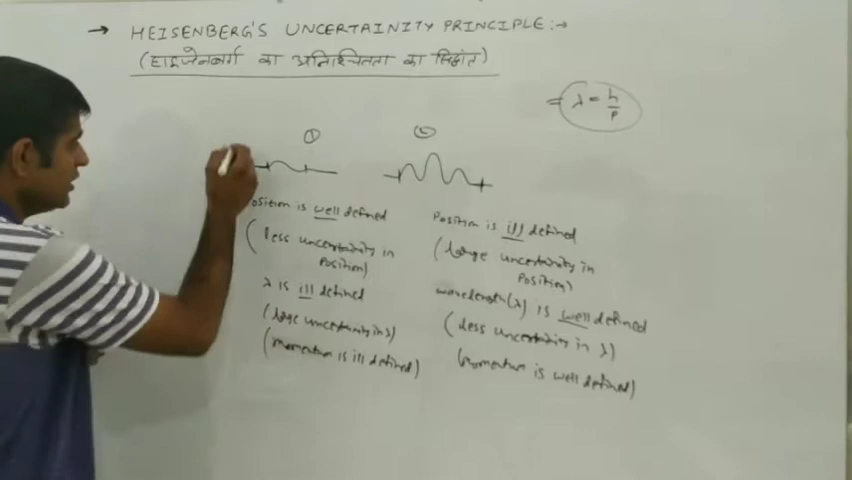 → HEISENBERG'S UNCERTAINITY PRINCIPLE :→
(हाइजेनबर्ग का अनिश्चितता का सिद्धांत)
= λ = h/p
① ②
Position is well defined
(less uncertainity in
Position)
λ is ill defined
(large uncertainity in λ)
(momentum is ill defined)
Position is ill defined
(large uncertainity in
Position)
wavelength(λ) is well defined
(less uncertainity in λ)
(momentum is well defined)